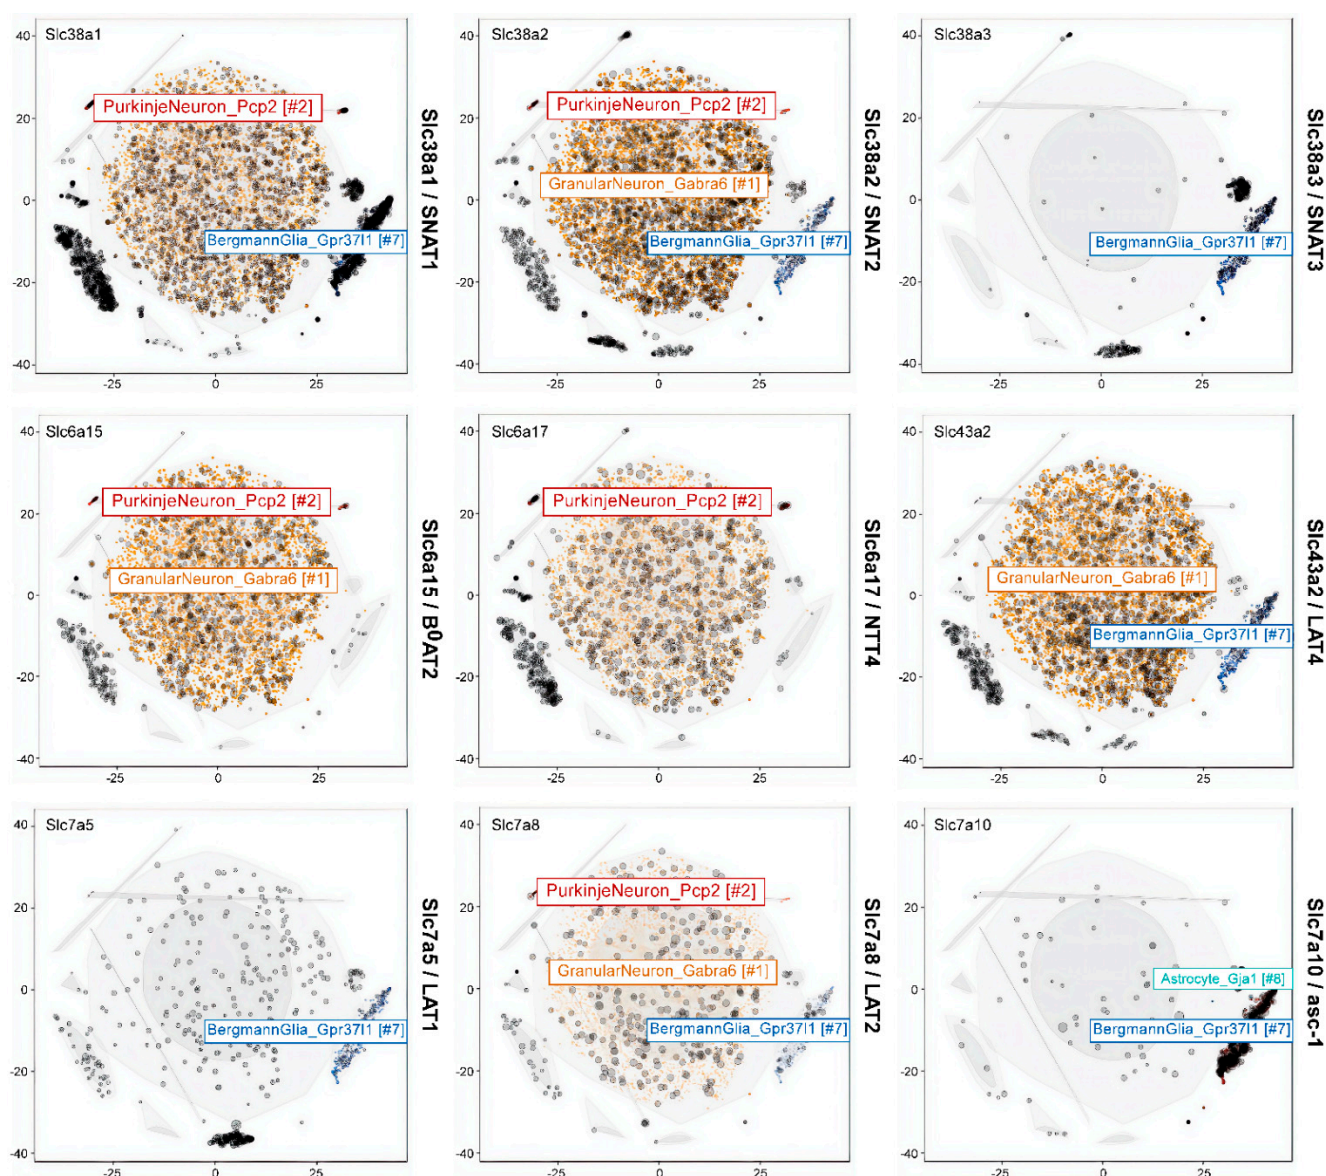 Slc38a1
40
20
0
-20
-40
-25
0
25
PurkinjeNeuron_Pcp2 [#2]
BergmannGlia_Gpr37l1 [#7]
Slc38a1 / SNAT1
Slc38a2
40
20
0
-20
-40
-25
0
25
PurkinjeNeuron_Pcp2 [#2]
GranularNeuron_Gabra6 [#1]
BergmannGlia_Gpr37l1 [#7]
Slc38a2 / SNAT2
Slc38a3
40
20
0
-20
-40
-25
0
25
BergmannGlia_Gpr37l1 [#7]
Slc38a3 / SNAT3
Slc6a15
40
20
0
-20
-40
-25
0
25
PurkinjeNeuron_Pcp2 [#2]
GranularNeuron_Gabra6 [#1]
Slc6a15 / B⁰AT2
Slc6a17
40
20
0
-20
-40
-25
0
25
PurkinjeNeuron_Pcp2 [#2]
Slc6a17 / NTT4
Slc43a2
40
20
0
-20
-40
-25
0
25
GranularNeuron_Gabra6 [#1]
BergmannGlia_Gpr37l1 [#7]
Slc43a2 / LAT4
Slc7a5
40
20
0
-20
-40
-25
0
25
BergmannGlia_Gpr37l1 [#7]
Slc7a5 / LAT1
Slc7a8
40
20
0
-20
-40
-25
0
25
PurkinjeNeuron_Pcp2 [#2]
GranularNeuron_Gabra6 [#1]
BergmannGlia_Gpr37l1 [#7]
Slc7a8 / LAT2
Slc7a10
40
20
0
-20
-40
-25
0
25
Astrocyte_Gja1 [#8]
BergmannGlia_Gpr37l1 [#7]
Slc7a10 / asc-1